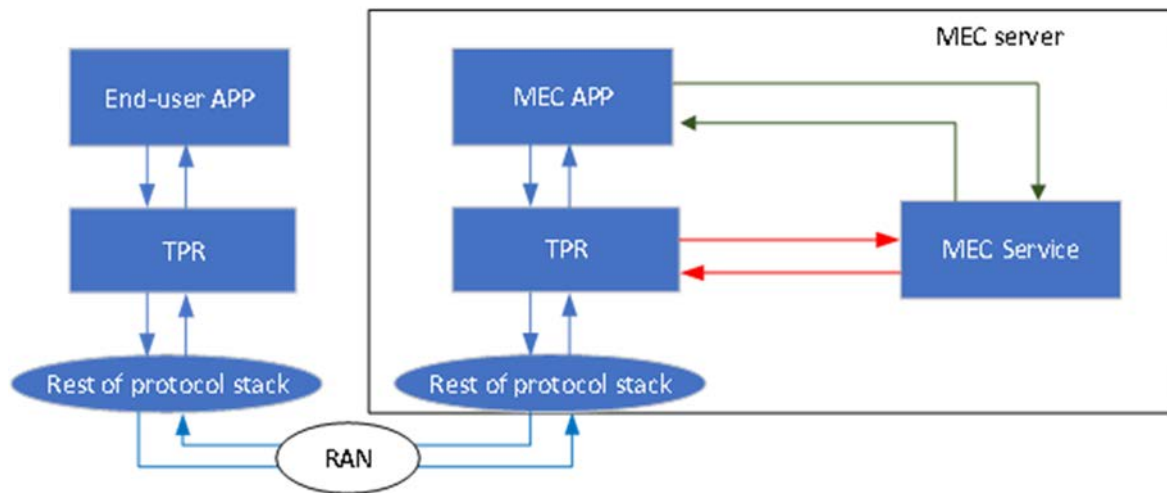 MEC server
End-user APP
MEC APP
TPR
TPR
MEC Service
Rest of protocol stack
Rest of protocol stack
RAN